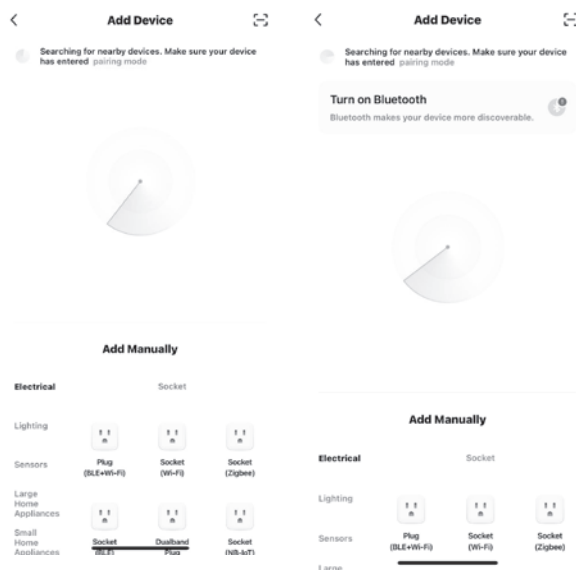 Add Device
Searching for nearby devices. Make sure your device
has entered pairing mode
Add Manually
Electrical
Socket
Lighting
Sensors
Large
Home
Appliances
Small
Home
Appliances
Plug
(BLE+Wi-Fi)
Socket
(Wi-Fi)
Socket
(Zigbee)
Socket
(BLE)
Dualband
Plug
Socket
(NB-IoT)
Add Device
Searching for nearby devices. Make sure your device
has entered pairing mode
Turn on Bluetooth
Bluetooth makes your device more discoverable.
Add Manually
Electrical
Socket
Lighting
Sensors
Large
Plug
(BLE+Wi-Fi)
Socket
(Wi-Fi)
Socket
(Zigbee)